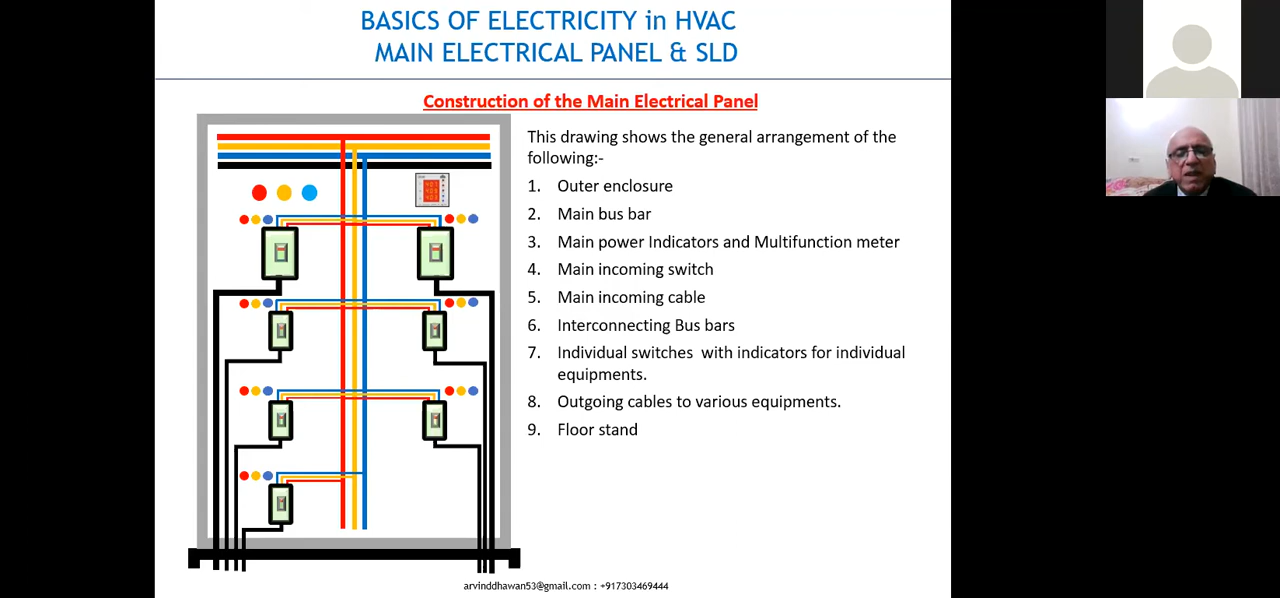 BASICS OF ELECTRICITY in HVAC
MAIN ELECTRICAL PANEL & SLD
Construction of the Main Electrical Panel
This drawing shows the general arrangement of the
following:-
1. Outer enclosure
2. Main bus bar
3. Main power Indicators and Multifunction meter
4. Main incoming switch
5. Main incoming cable
6. Interconnecting Bus bars
7. Individual switches with indicators for individual
equipments.
8. Outgoing cables to various equipments.
9. Floor stand
arvinddhawan53@gmail.com : +917303469444